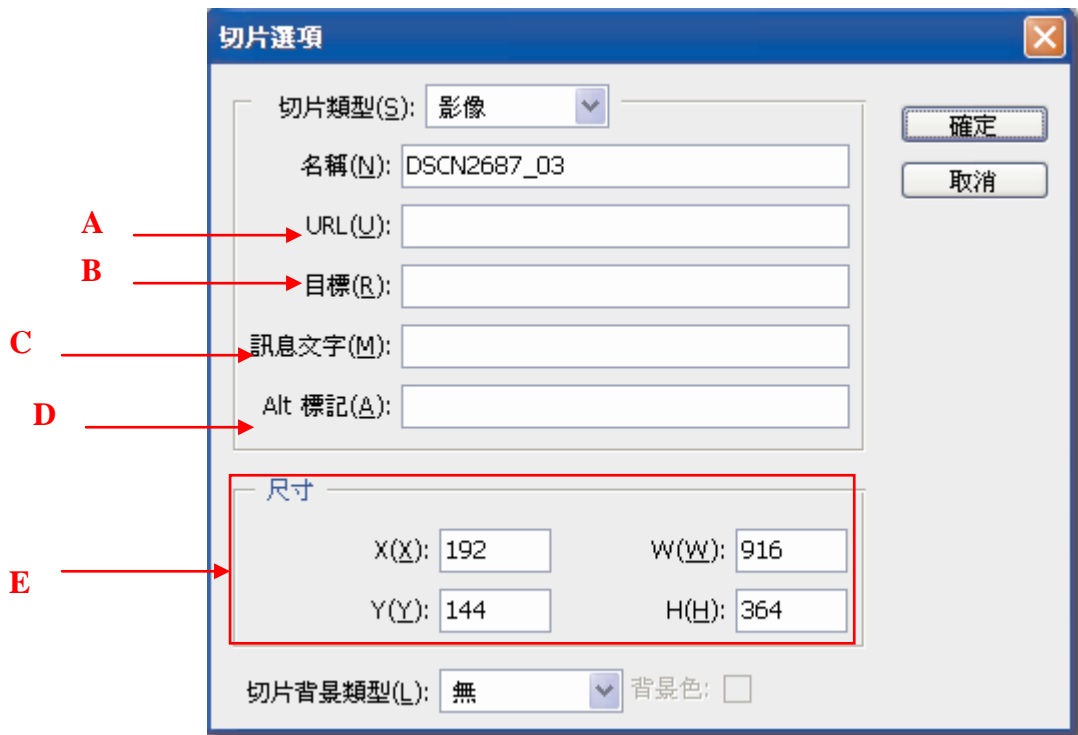 切片選項
切片類型(S): 影像
確定
名稱(N): DSCN2687_03
取消
A URL(U):
B 目標(R):
C 訊息文字(M):
D Alt 標記(A):
尺寸
X(X): 192 W(W): 916
E
Y(Y): 144 H(H): 364
切片背景類型(L): 無 背景色: